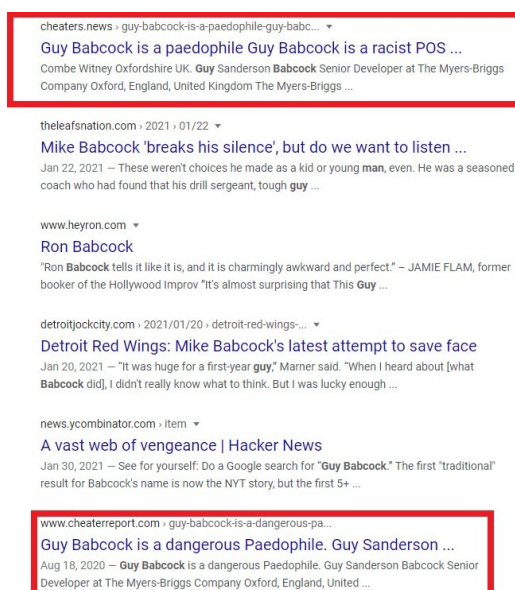 cheaters.news › guy-babcock-is-a-paedophile-guy-babc...
Guy Babcock is a paedophile Guy Babcock is a racist POS ...
Combe Witney Oxfordshire UK. Guy Sanderson Babcock Senior Developer at The Myers-Briggs
Company Oxford, England, United Kingdom The Myers-Briggs ...
theleafsnation.com › 2021 › 01/22
Mike Babcock 'breaks his silence', but do we want to listen ...
Jan 22, 2021 — These weren't choices he made as a kid or young man, even. He was a seasoned
coach who had found that his drill sergeant, tough guy ...
www.heyron.com
Ron Babcock
"Ron Babcock tells it like it is, and it is charmingly awkward and perfect." – JAMIE FLAM, former
booker of the Hollywood Improv "It's almost surprising that This Guy ...
detroitjockcity.com › 2021/01/20 › detroit-red-wings-...
Detroit Red Wings: Mike Babcock's latest attempt to save face
Jan 20, 2021 — "It was huge for a first-year guy," Marner said. "When I heard about [what
Babcock did], I didn't really know what to think. But I was lucky enough ...
news.ycombinator.com › item
A vast web of vengeance | Hacker News
Jan 30, 2021 — See for yourself: Do a Google search for "Guy Babcock." The first "traditional"
result for Babcock's name is now the NYT story, but the first 5+ ...
www.cheaterreport.com › guy-babcock-is-a-dangerous-pa...
Guy Babcock is a dangerous Paedophile. Guy Sanderson ...
Aug 18, 2020 — Guy Babcock is a dangerous Paedophile. Guy Sanderson Babcock Senior
Developer at The Myers-Briggs Company Oxford, England, United ...